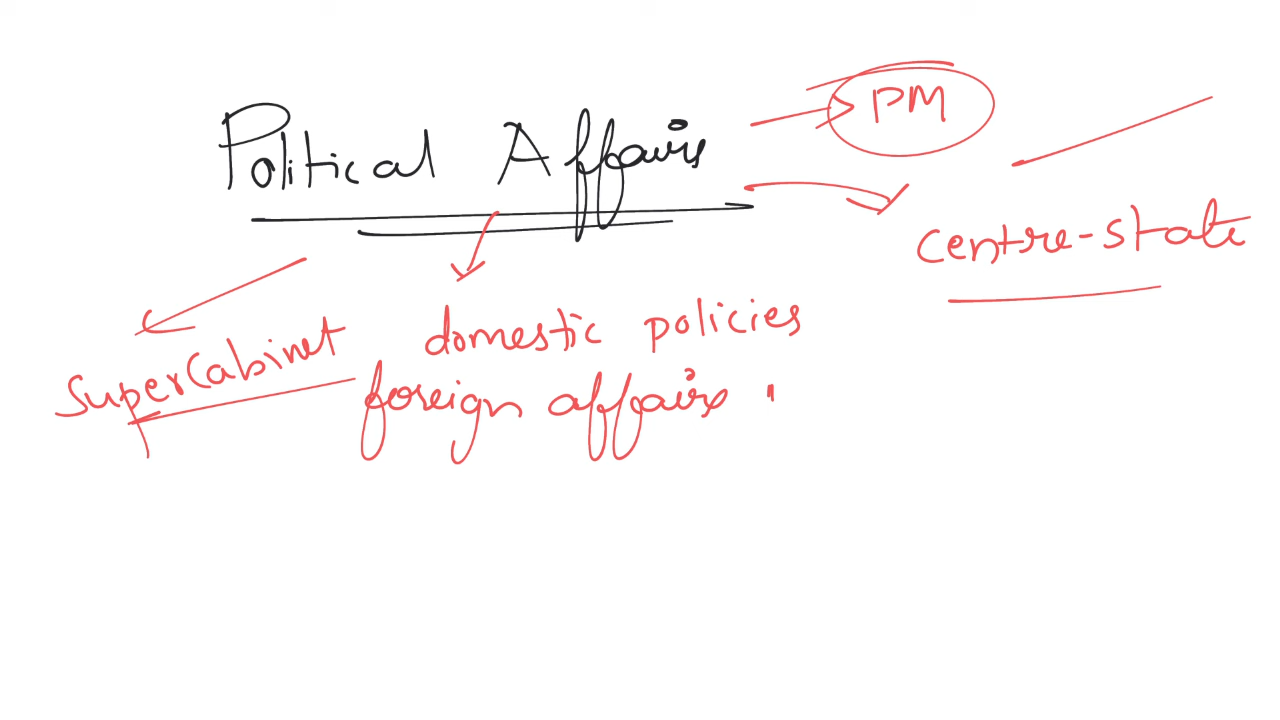 PM
Political Affairs
Centre-state
SuperCabinet
domestic policies
foreign affairs